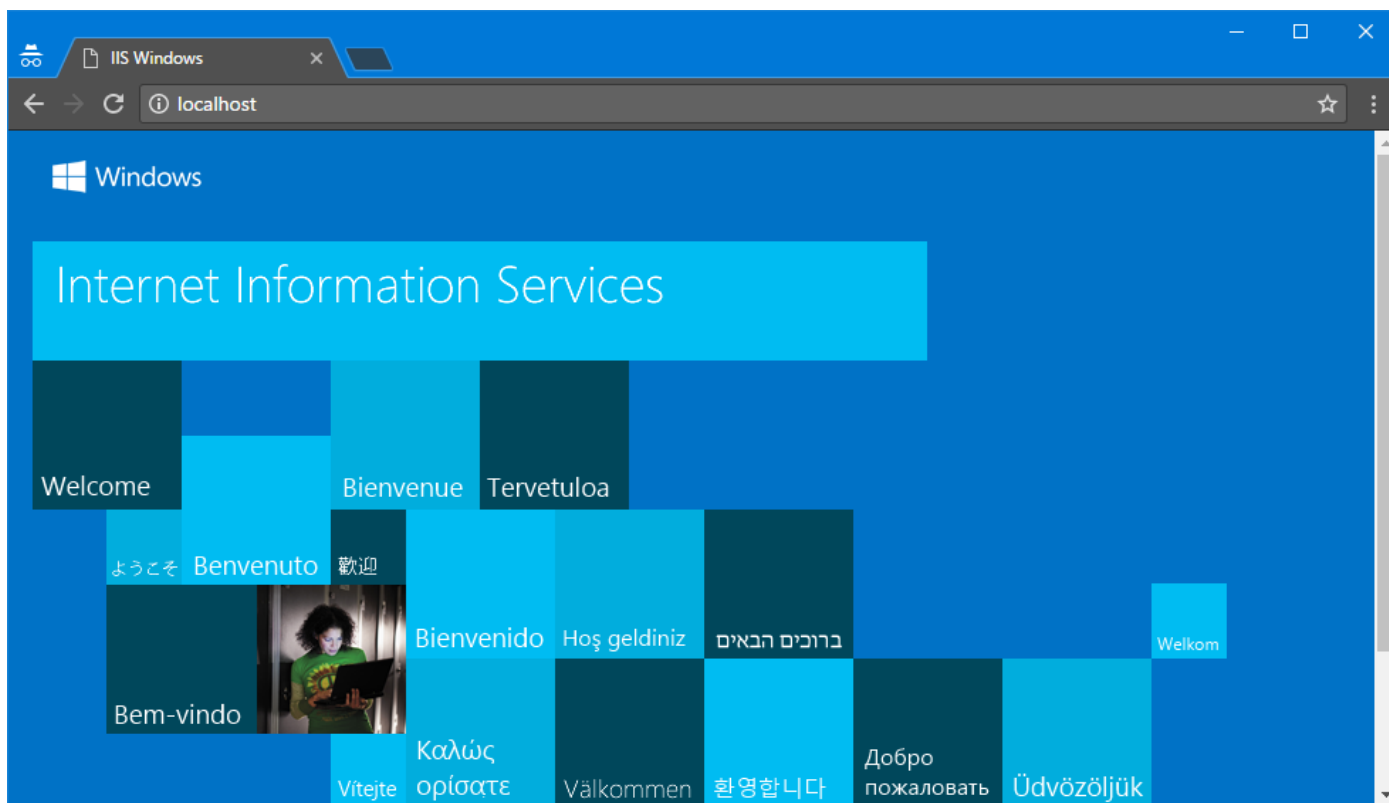 IIS Windows
localhost
Windows
Internet Information Services
Welcome
Bienvenue
Tervetuloa
ようこそ
Benvenuto
歡迎
Bienvenido
Hoş geldiniz
ברוכים הבאים
Welkom
Bem-vindo
Vítejte
Καλώς
ορίσατε
Välkommen
환영합니다
Добро
пожаловать
Üdvözöljük